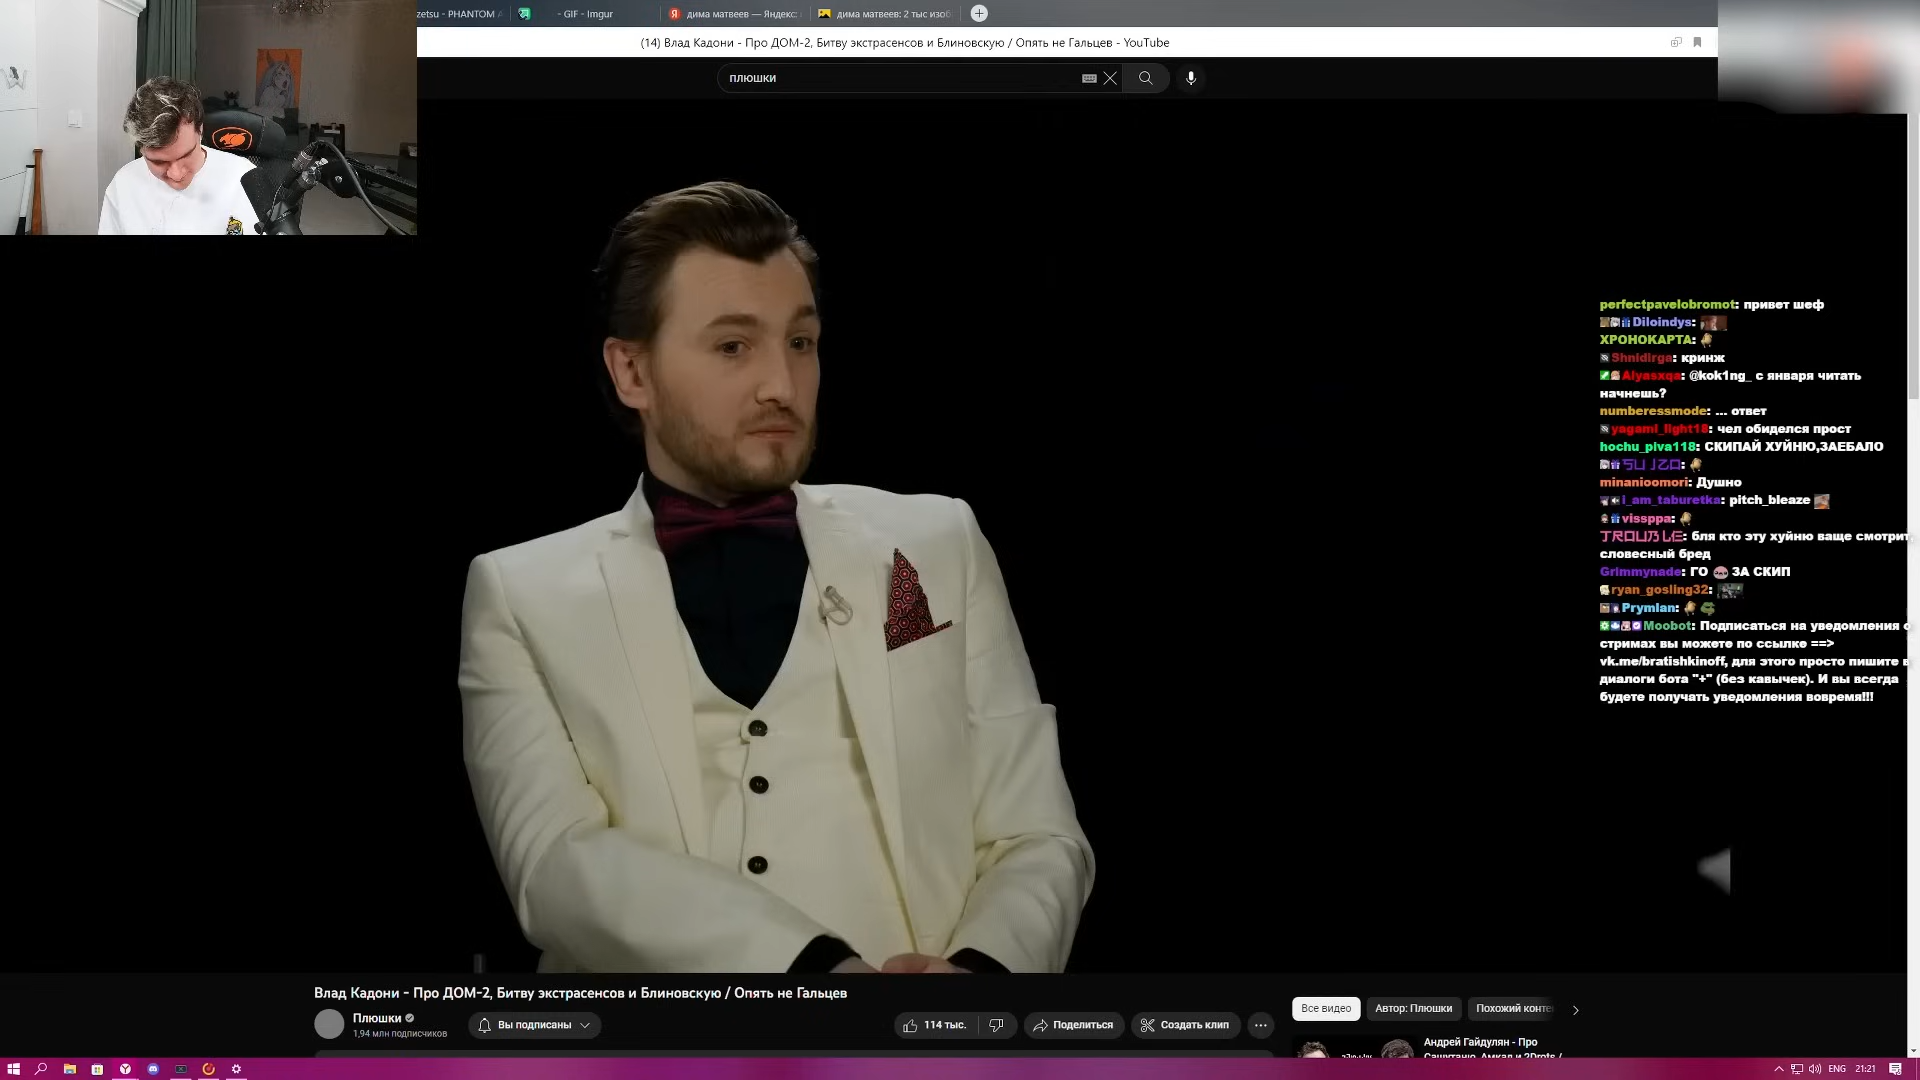 zetsu - PHANTOM
- GIF - Imgur
дима матвеев — Яндекс:
дима матвеев: 2 тыс изоб
(14) Влад Кадони - Про ДОМ-2, Битву экстрасенсов и Блиновскую / Опять не Гальцев - YouTube
плюшки
perfectpavelobromot: привет шеф
Diloindys:
ХРОНОКАРТА:
Shnidirga: кринж
Alyasxqa: @kok1ng_ с января читать
начнешь?
numberessmode: ... ответ
yagami_light18: чел обиделся прост
hochu_piva118: СКИПАЙ ХУЙНЮ,ЗАЕБАЛО
minanioomori: Душно
i_am_taburetka: pitch_bleaze
vissppa:
TROUBLE: бля кто эту хуйню ваще смотрит,
словесный бред
Grimmynade: ГО ЗА СКИП
ryan_gosling32:
Prymlan:
Moobot: Подписаться на уведомления о
стримах вы можете по ссылке ==>
vk.me/bratishkinoff, для этого просто пишите в
диалоги бота "+" (без кавычек). И вы всегда
будете получать уведомления вовремя!!!
Влад Кадони - Про ДОМ-2, Битву экстрасенсов и Блиновскую / Опять не Гальцев
Плюшки
1,94 млн подписчиков
Вы подписаны
114 тыс.
Поделиться
Создать клип
Все видео
Автор: Плюшки
Похожий конте
Андрей Гайдулян - Про
Сашутаню, Амкал и 2Drots /
ENG
21:21